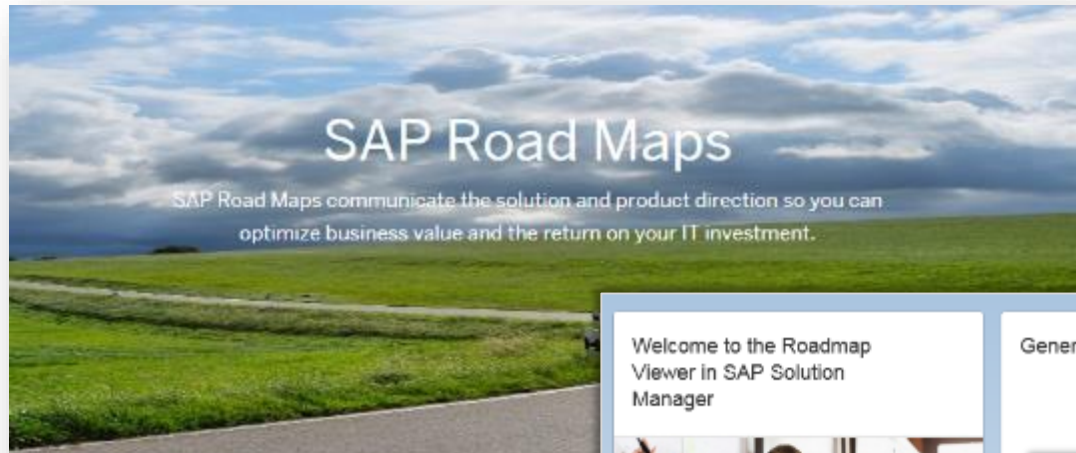 SAP Road Maps
SAP Road Maps communicate the solution and product direction so you can
optimize business value and the return on your IT investment.
Welcome to the Roadmap
Viewer in SAP Solution
Manager
Gener